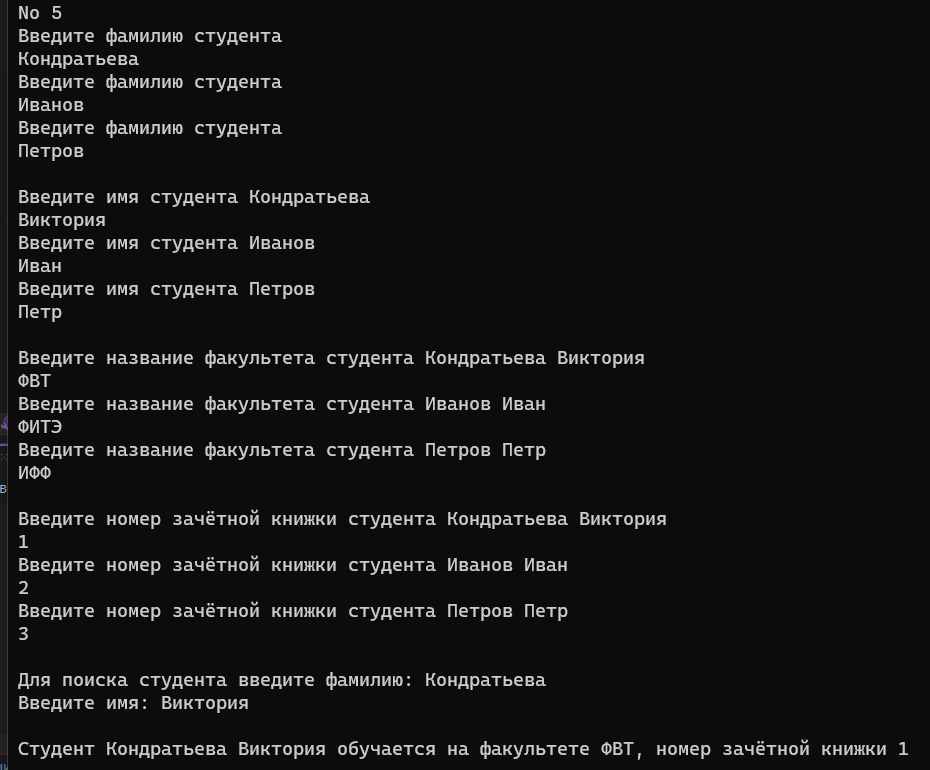 No 5
Введите фамилию студента
Кондратьева
Введите фамилию студента
Иванов
Введите фамилию студента
Петров
Введите имя студента Кондратьева
Виктория
Введите имя студента Иванов
Иван
Введите имя студента Петров
Петр
Введите название факультета студента Кондратьева Виктория
ФВТ
Введите название факультета студента Иванов Иван
ФИТЭ
Введите название факультета студента Петров Петр
ИФФ
Введите номер зачётной книжки студента Кондратьева Виктория
1
Введите номер зачётной книжки студента Иванов Иван
2
Введите номер зачётной книжки студента Петров Петр
3
Для поиска студента введите фамилию: Кондратьева
Введите имя: Виктория
Студент Кондратьева Виктория обучается на факультете ФВТ, номер зачётной книжки 1